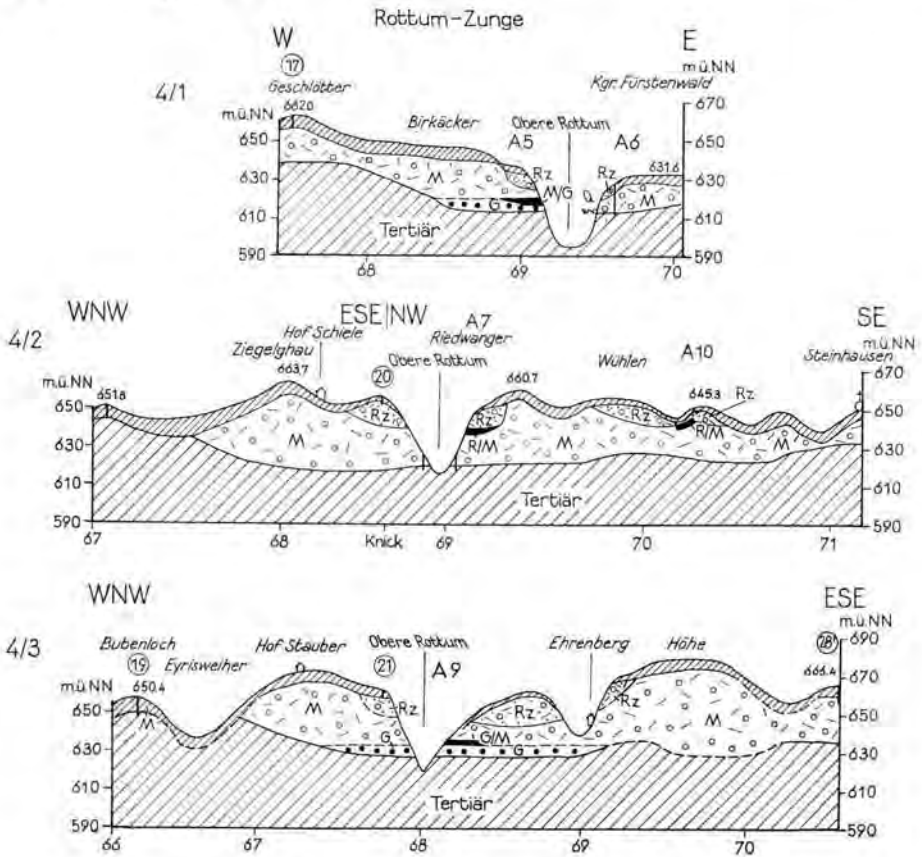 Rottum-Zunge
W E
4/1
17 m.ü.NN
Geschlötter Kgr. Fürstenwald
662.0 670
m.ü.NN Birkäcker Obere Rottum
650 A5 A6 650
Rz Rz 631.6
630 M M/G Q M 630
610 G 610
590 Tertiär 590
68 69 70
WNW ESE|NW SE
4/2
A7
Hof Schiele Riedwanger
Ziegelghau Obere Rottum Wühlen A10 Steinhausen
m.ü.NN 663,7 20 660.7 645.3 Rz m.ü.NN
651.8 670
650 Rz Rz Rz 650
630 M R/M M R/M M 630
610 610
590 Tertiär 590
67 68 Knick 69 70 71
WNW ESE
4/3
m.ü.NN
Bubenloch Hof Stauber Obere Rottum Ehrenberg Höhe 690
19 Eyrisweiher 21 A9 28'
m.ü.NN 650.4 666.4 670
650 M M Rz Rz Rz M 650
630 G G/M G 630
610 610
590 Tertiär 590
66 67 68 69 70